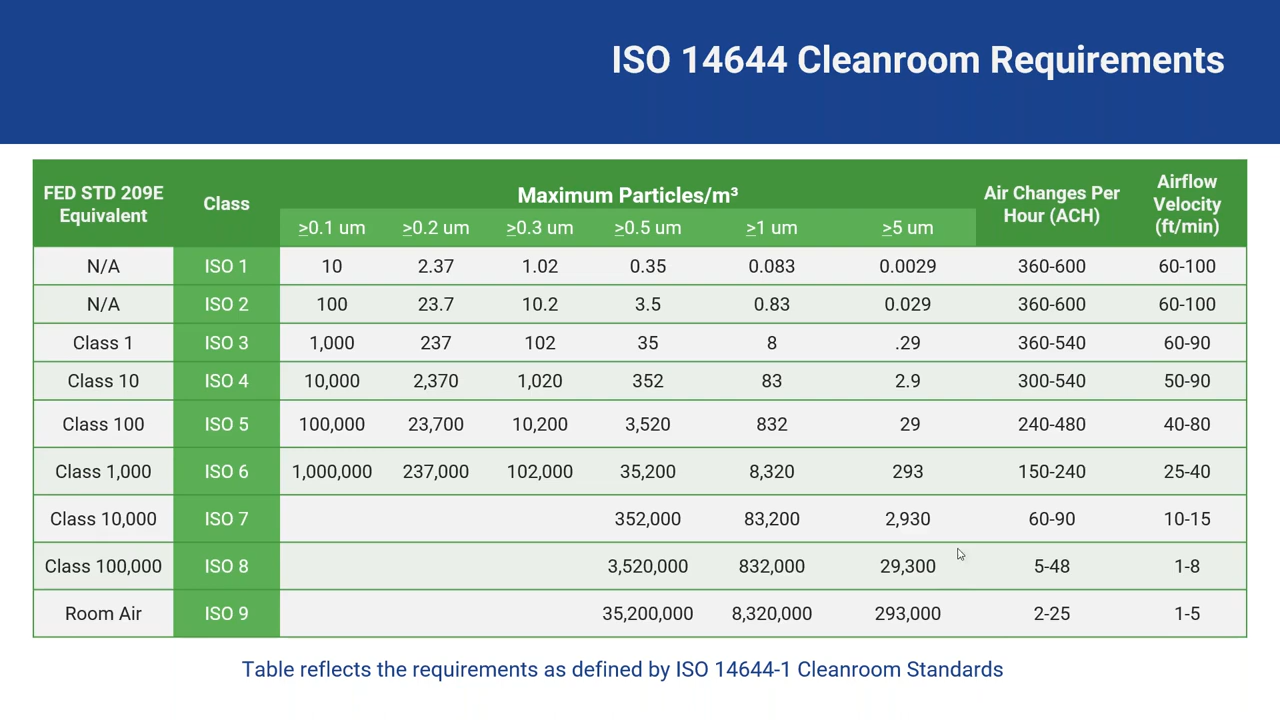 ISO 14644 Cleanroom Requirements
FED STD 209E Equivalent Class Maximum Particles/m³ Air Changes Per Hour (ACH) Airflow Velocity (ft/min)
≥0.1 um ≥0.2 um ≥0.3 um ≥0.5 um ≥1 um ≥5 um
N/A ISO 1 10 2.37 1.02 0.35 0.083 0.0029 360-600 60-100
N/A ISO 2 100 23.7 10.2 3.5 0.83 0.029 360-600 60-100
Class 1 ISO 3 1,000 237 102 35 8 .29 360-540 60-90
Class 10 ISO 4 10,000 2,370 1,020 352 83 2.9 300-540 50-90
Class 100 ISO 5 100,000 23,700 10,200 3,520 832 29 240-480 40-80
Class 1,000 ISO 6 1,000,000 237,000 102,000 35,200 8,320 293 150-240 25-40
Class 10,000 ISO 7 352,000 83,200 2,930 60-90 10-15
Class 100,000 ISO 8 3,520,000 832,000 29,300 5-48 1-8
Room Air ISO 9 35,200,000 8,320,000 293,000 2-25 1-5
Table reflects the requirements as defined by ISO 14644-1 Cleanroom Standards